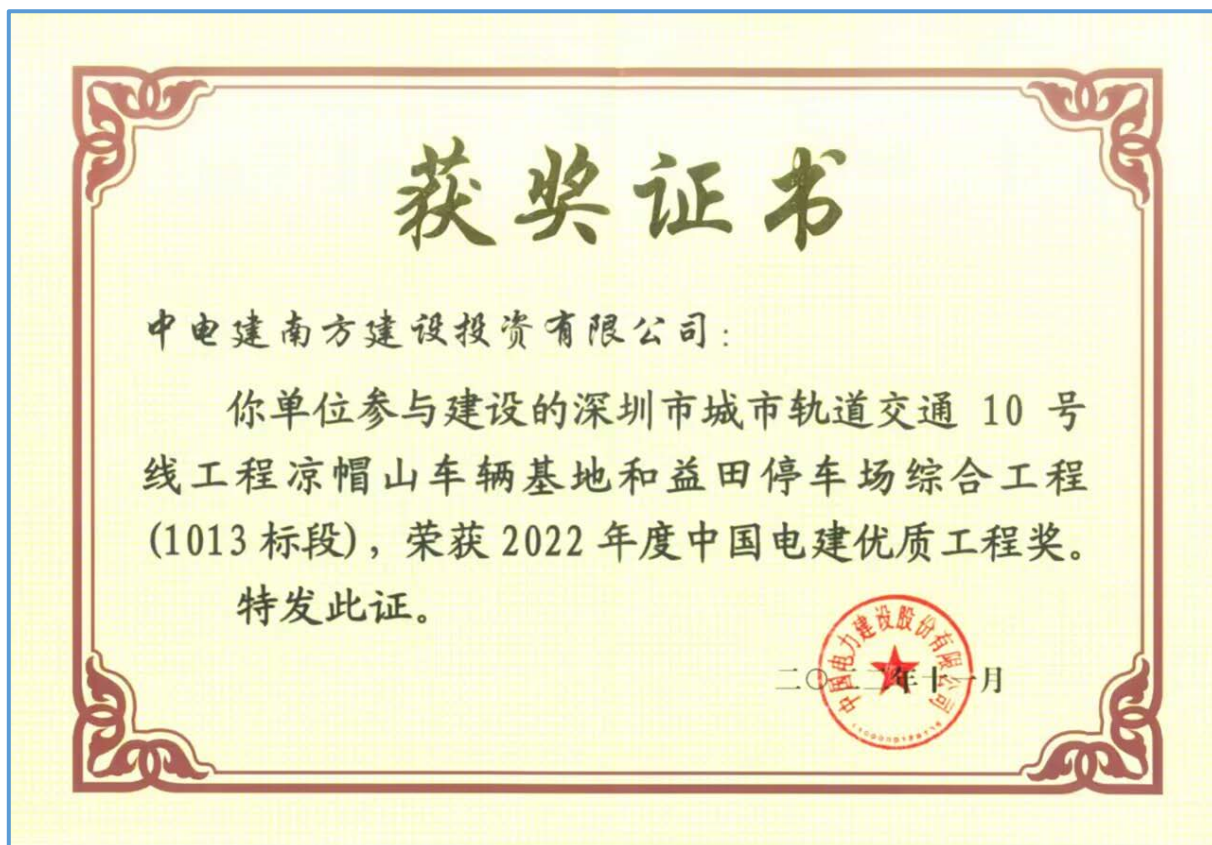 获奖证书
中电建南方建设投资有限公司:
你单位参与建设的深圳市城市轨道交通 10 号
线工程凉帽山车辆基地和益田停车场综合工程
(1013 标段), 荣获 2022 年度中国电建优质工程奖。
特发此证。
中国电力建设股份有限公司
二〇二二年十一月